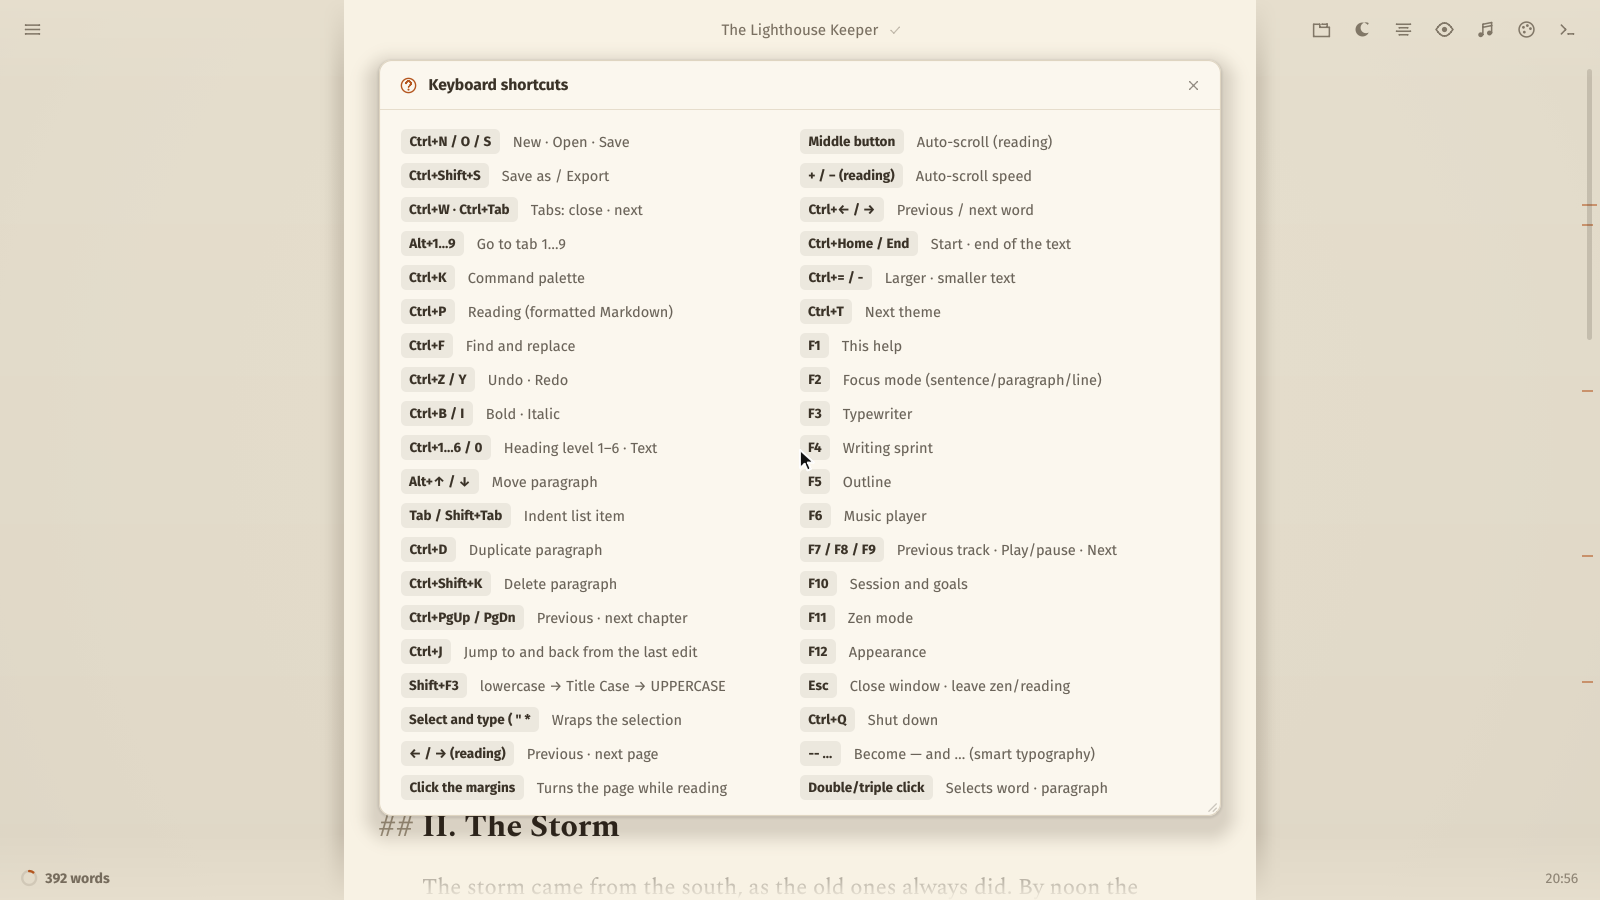 The Lighthouse Keeper
Keyboard shortcuts
Ctrl+N / O / S New · Open · Save
Ctrl+Shift+S Save as / Export
Ctrl+W · Ctrl+Tab Tabs: close · next
Alt+1…9 Go to tab 1…9
Ctrl+K Command palette
Ctrl+P Reading (formatted Markdown)
Ctrl+F Find and replace
Ctrl+Z / Y Undo · Redo
Ctrl+B / I Bold · Italic
Ctrl+1…6 / 0 Heading level 1–6 · Text
Alt+↑ / ↓ Move paragraph
Tab / Shift+Tab Indent list item
Ctrl+D Duplicate paragraph
Ctrl+Shift+K Delete paragraph
Ctrl+PgUp / PgDn Previous · next chapter
Ctrl+J Jump to and back from the last edit
Shift+F3 lowercase → Title Case → UPPERCASE
Select and type ( " * Wraps the selection
← / → (reading) Previous · next page
Click the margins Turns the page while reading
Middle button Auto-scroll (reading)
+ / − (reading) Auto-scroll speed
Ctrl+← / → Previous / next word
Ctrl+Home / End Start · end of the text
Ctrl+= / - Larger · smaller text
Ctrl+T Next theme
F1 This help
F2 Focus mode (sentence/paragraph/line)
F3 Typewriter
F4 Writing sprint
F5 Outline
F6 Music player
F7 / F8 / F9 Previous track · Play/pause · Next
F10 Session and goals
F11 Zen mode
F12 Appearance
Esc Close window · leave zen/reading
Ctrl+Q Shut down
-- ... Become — and … (smart typography)
Double/triple click Selects word · paragraph
## II. The Storm
The storm came from the south, as the old ones always did. By noon the
392 words
20:56